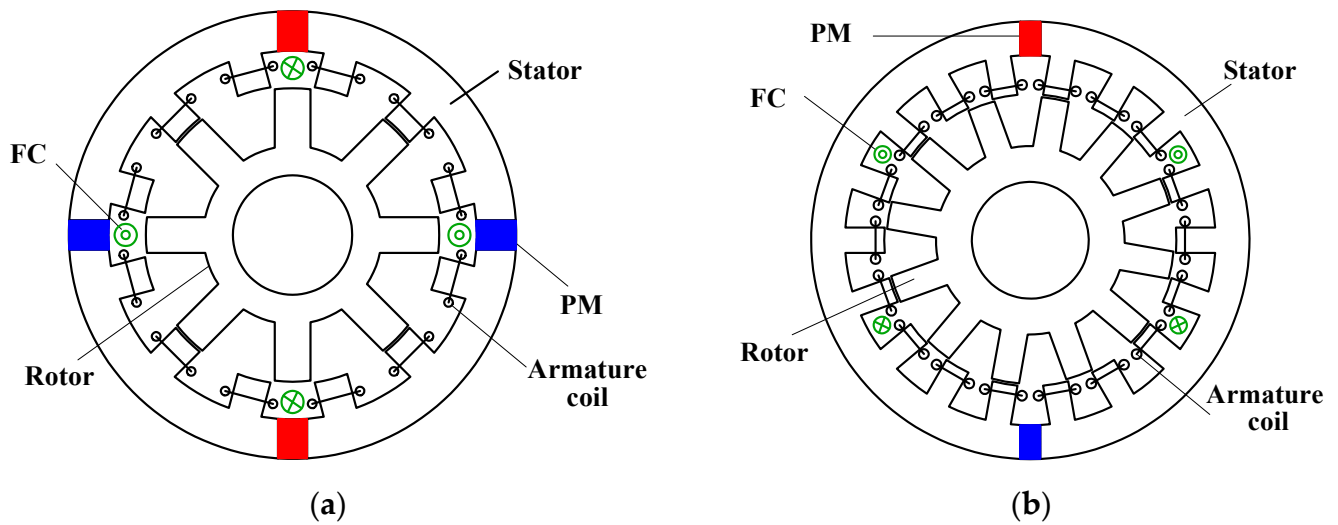 Stator
FC
PM
Rotor
Armature
coil
(a)
PM
FC
Stator
Rotor
Armature
coil
(b)